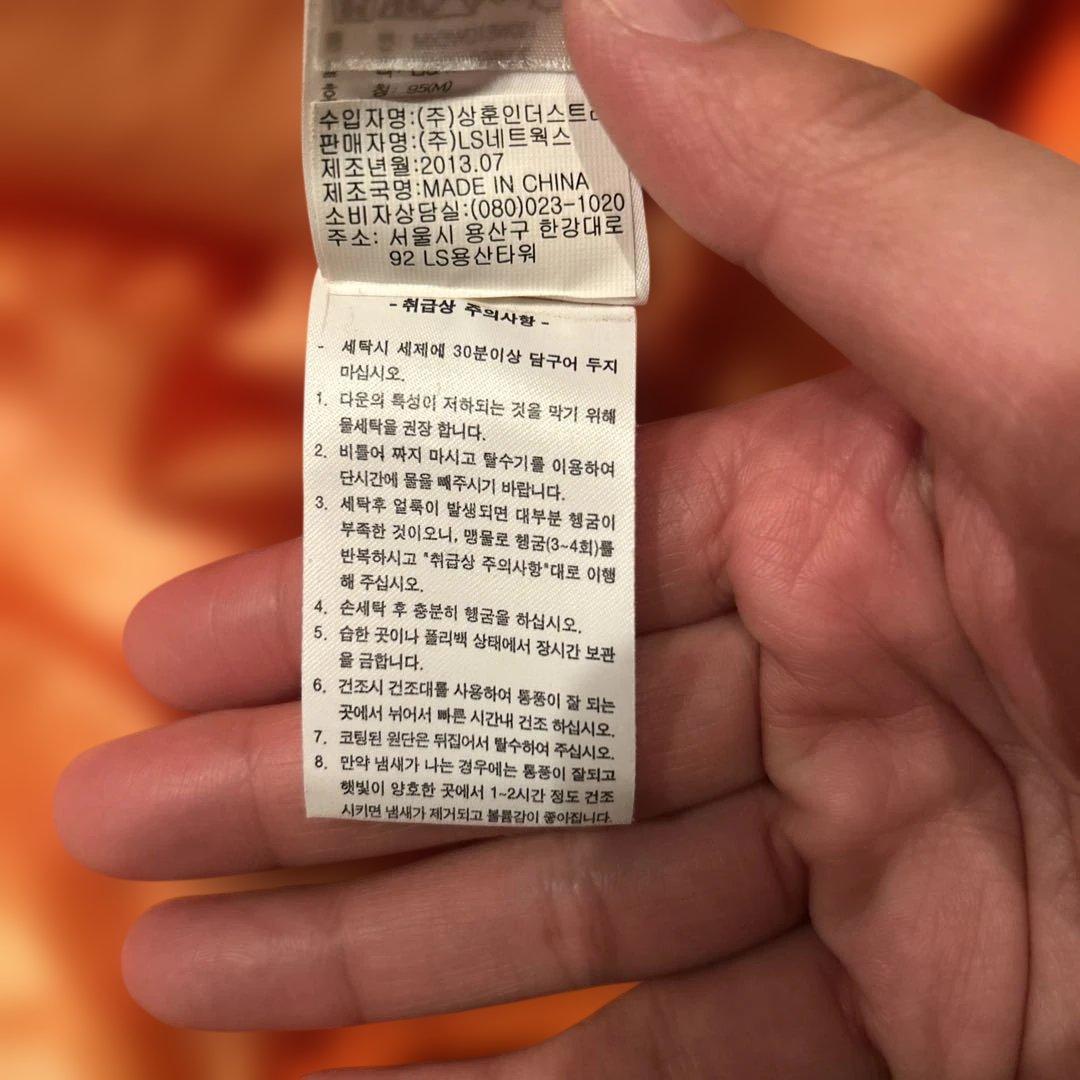 호 칭: 95(M)
수입자명:(주)상훈인더스트리
판매자명:(주)LS네트웍스
제조년월:2013.07
제조국명:MADE IN CHINA
소비자상담실:(080)023-1020
주소: 서울시 용산구 한강대로
92 LS용산타워
-취급상 주의사항-
- 세탁시 세제에 30분이상 담구어 두지
마십시오.
1. 다운의 특성이 저하되는 것을 막기 위해
물세탁을 권장 합니다.
2. 비틀어 짜지 마시고 탈수기를 이용하여
단시간에 물을 빼주시기 바랍니다.
3. 세탁후 얼룩이 발생되면 대부분 헹굼이
부족한 것이오니, 맹물로 헹굼(3~4회)를
반복하시고 "취급상 주의사항"대로 이행
해 주십시오.
4. 손세탁 후 충분히 헹굼을 하십시오.
5. 습한 곳이나 폴리백 상태에서 장시간 보관
을 금합니다.
6. 건조시 건조대를 사용하여 통풍이 잘 되는
곳에서 뉘어서 빠른 시간내 건조 하십시오.
7. 코팅된 원단은 뒤집어서 탈수하여 주십시오.
8. 만약 냄새가 나는 경우에는 통풍이 잘되고
햇빛이 양호한 곳에서 1~2시간 정도 건조
시키면 냄새가 제거되고 볼륨감이 좋아집니다.